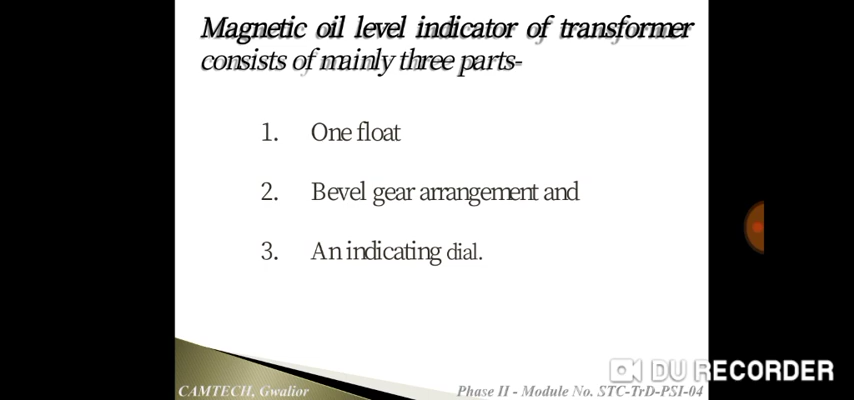 Magnetic oil level indicator of transformer
consists of mainly three parts-
1. One float
2. Bevel gear arrangement and
3. An indicating dial.
CAMTECH, Gwalior
Phase II - Module No. STC-TrD-PSI-04
DU RECORDER